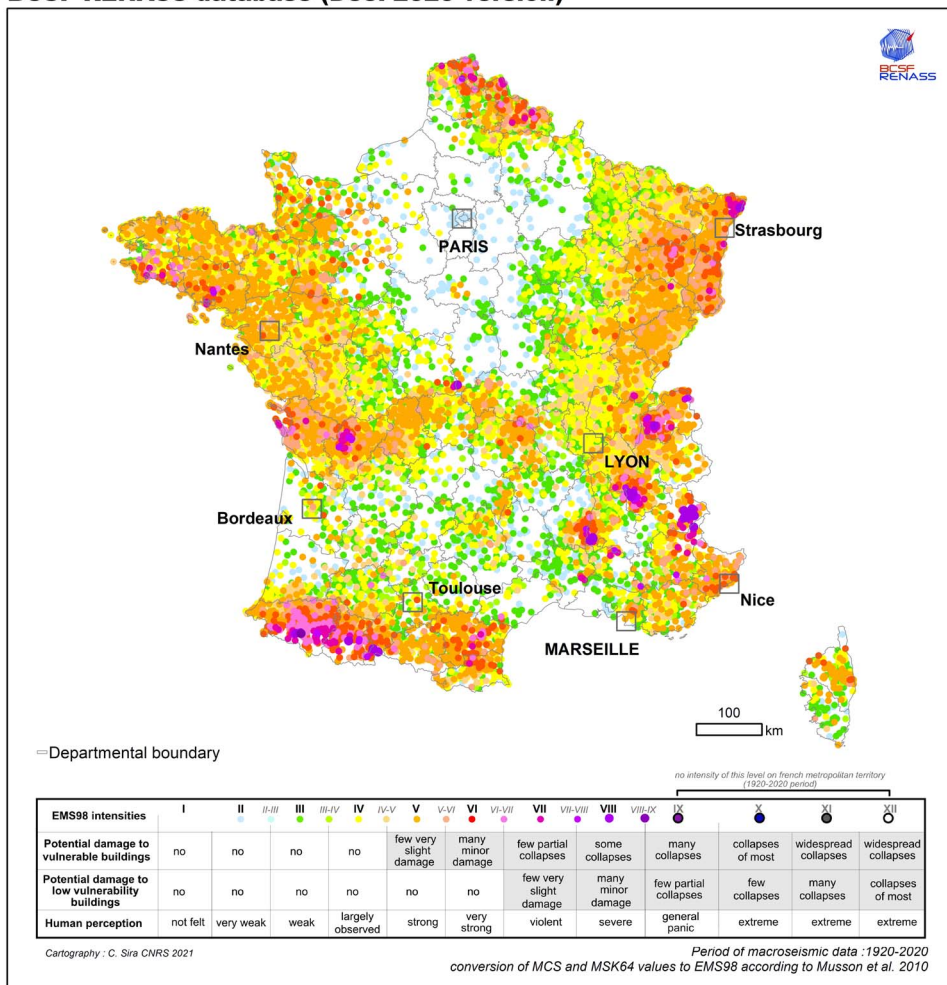 BCSF
RENASS
Strasbourg
PARIS
Nantes
LYON
Bordeaux
Toulouse
Nice
MARSEILLE
100
km
Departmental boundary
no intensity of this level on french metropolitan territory
(1920-2020 period)
EMS98 intensities I II II-III III III-IV IV IV-V V V-VI VI VI-VII VII VII-VIII VIII VIII-IX IX X XI XII
Potential damage to vulnerable buildings no no no no few very slight damage many minor damage few partial collapses some collapses many collapses collapses of most widespread collapses widespread collapses
Potential damage to low vulnerability buildings no no no no no no few very slight damage many minor damage few partial collapses few collapses many collapses collapses of most
Human perception not felt very weak weak largely observed strong very strong violent severe general panic extreme extreme extreme
Cartography : C. Sira CNRS 2021
Period of macroseismic data :1920-2020
conversion of MCS and MSK64 values to EMS98 according to Musson et al. 2010